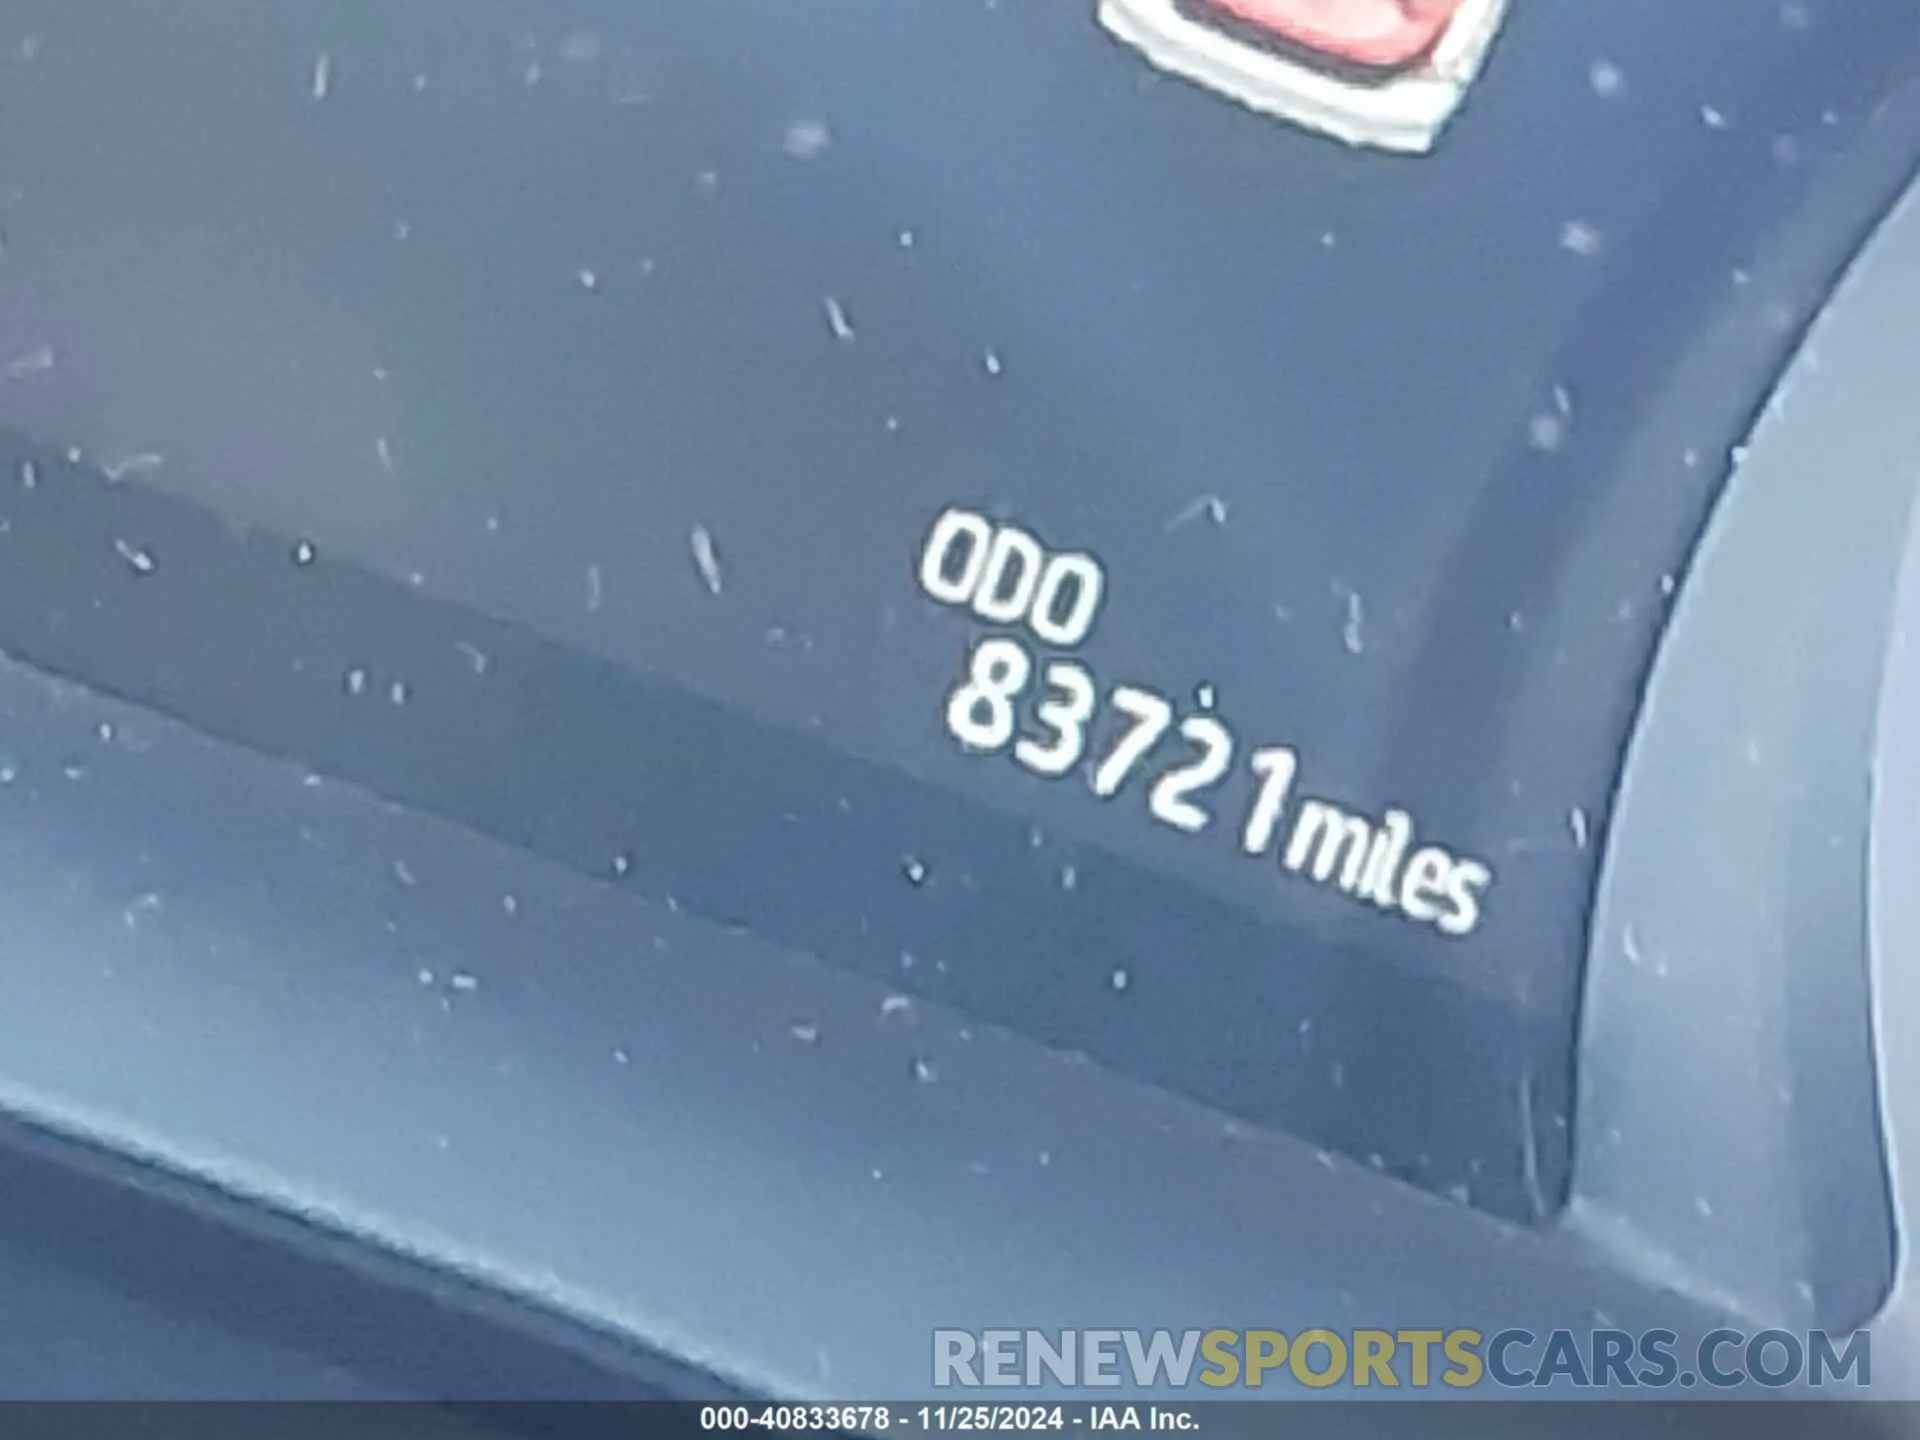 ODO
83721miles
RENEWSPORTSCARS.COM
000-40833678 - 11/25/2024 - IAA Inc.